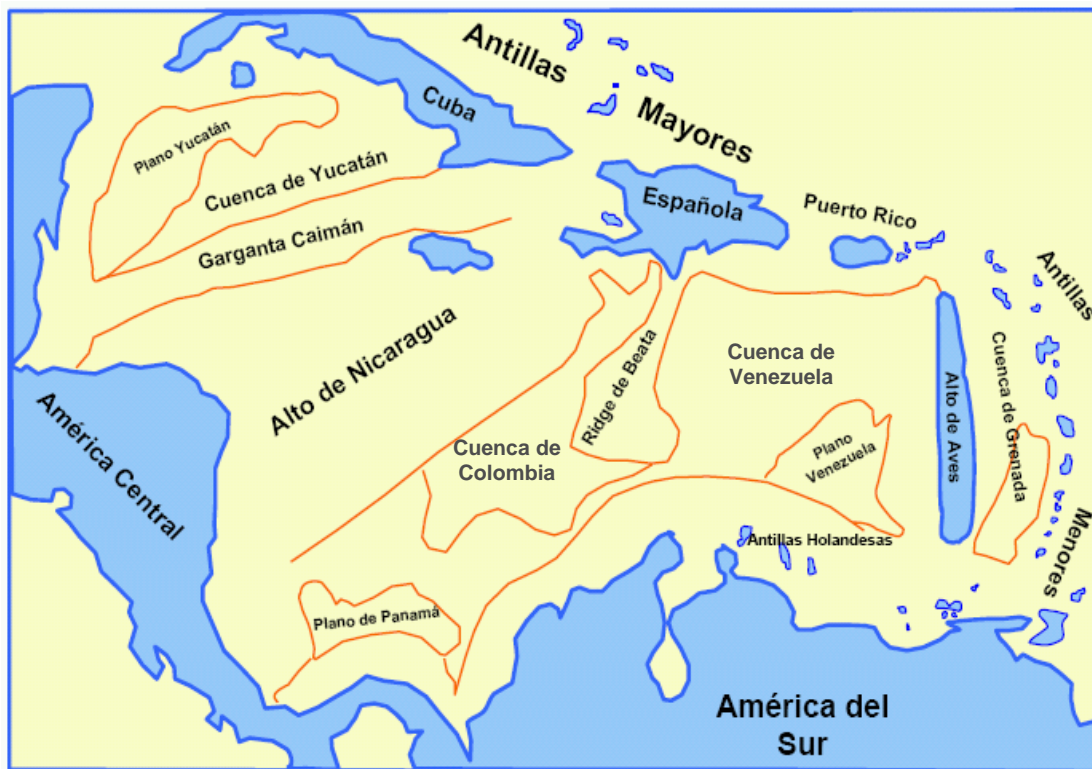 Antillas
Mayores
Cuba
Plano Yucatán
Cuenca de Yucatán
Garganta Caimán
Española
Puerto Rico
Antillas
Menores
Alto de Nicaragua
Ridge de Beata
Cuenca de
Venezuela
Alto de Aves
Cuenca de Grenada
América Central
Cuenca de
Colombia
Plano
Venezuela
Antillas Holandesas
Plano de Panamá
América del
Sur